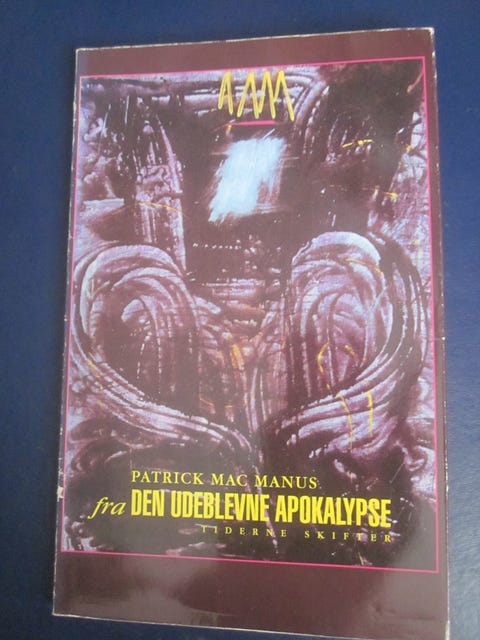 PATRICK MAC MANUS
fra DEN UDEBLEVNE APOKALYPSE
TIDERNE SKIFTER